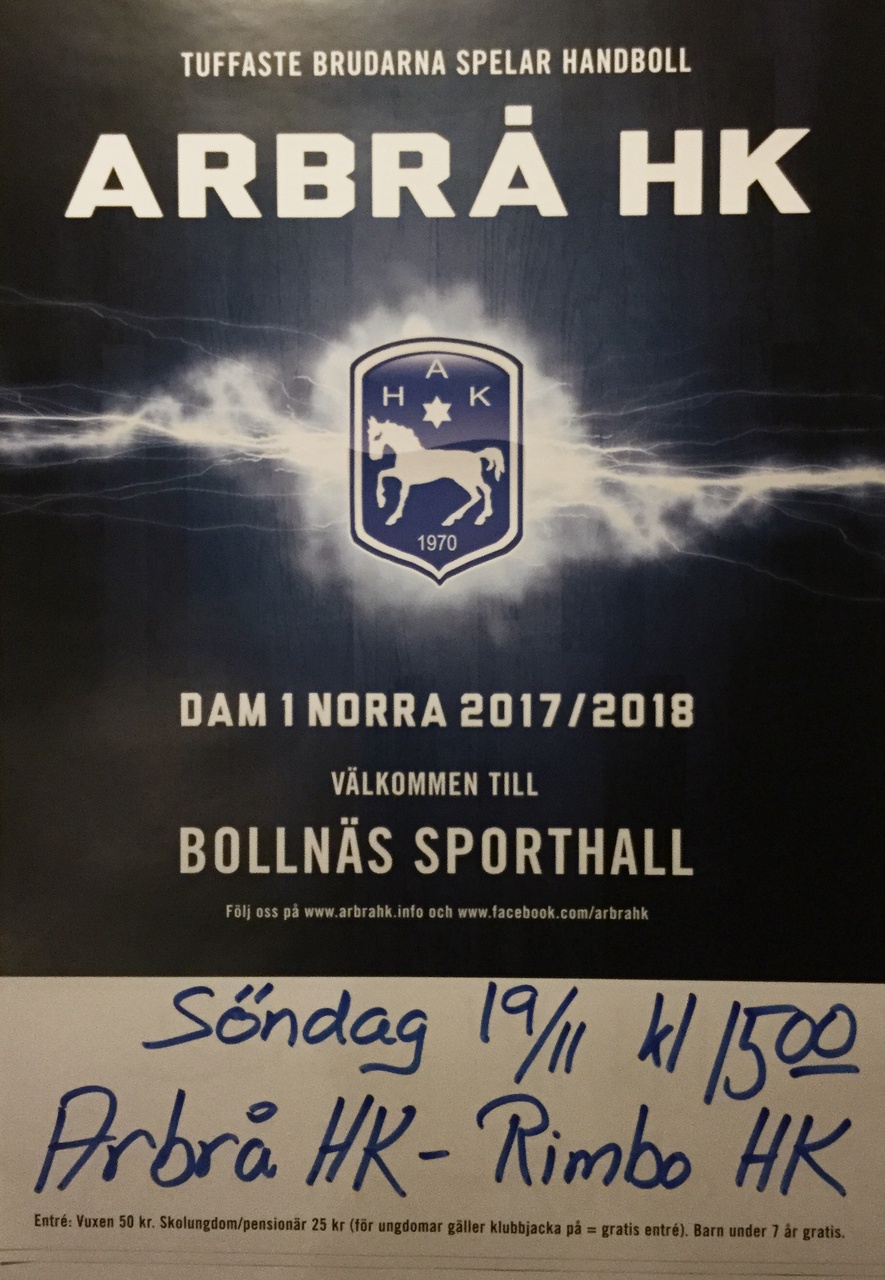 TUFFASTE BRUDARNA SPELAR HANDBOLL
ARBRÅ HK
A
H K
1970
DAM 1 NORRA 2017/2018
VÄLKOMMEN TILL
BOLLNÄS SPORTHALL
Följ oss på www.arbrahk.info och www.facebook.com/arbrahk
Söndag 19/11 kl 1500
Arbrå HK - Rimbo HK
Entré: Vuxen 50 kr. Skolungdom/pensionär 25 kr (för ungdomar gäller klubbjacka på = gratis entré). Barn under 7 år gratis.